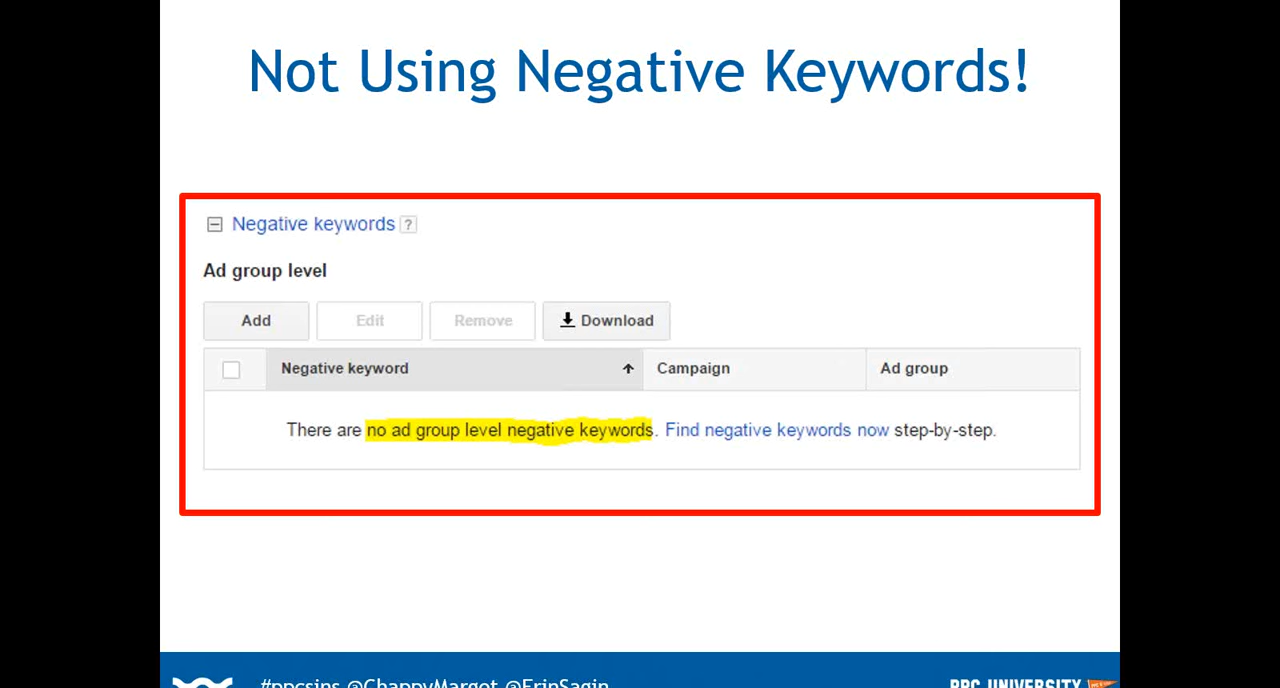 Not Using Negative Keywords!
Negative keywords ?
Ad group level
Add Edit Remove Download
Negative keyword Campaign Ad group
There are no ad group level negative keywords. Find negative keywords now step-by-step.
#ppcsins @ChappyMargot @ErinSagin PPC UNIVERSITY